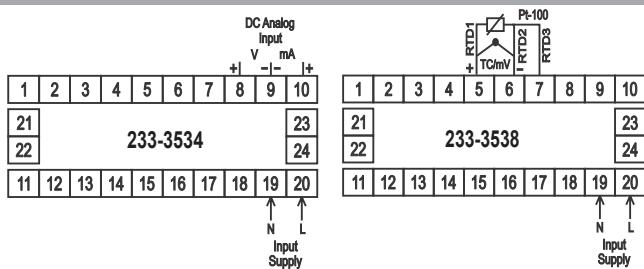 DC Analog
Input
V mA
+ − − +
1 2 3 4 5 6 7 8 9 10
21 23
233-3534
22 24
11 12 13 14 15 16 17 18 19 20
N L
Input
Supply
Pt-100
RTD1
RTD2
RTD3
TC/mV
+ −
1 2 3 4 5 6 7 8 9 10
21 23
233-3538
22 24
11 12 13 14 15 16 17 18 19 20
N L
Input
Supply